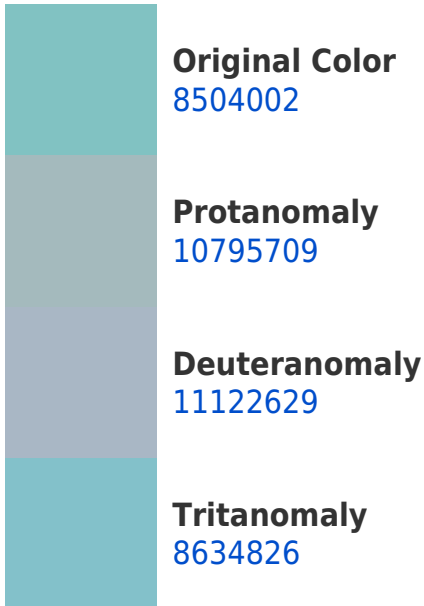 Original Color
8504002
Protanomaly
10795709
Deuteranomaly
11122629
Tritanomaly
8634826